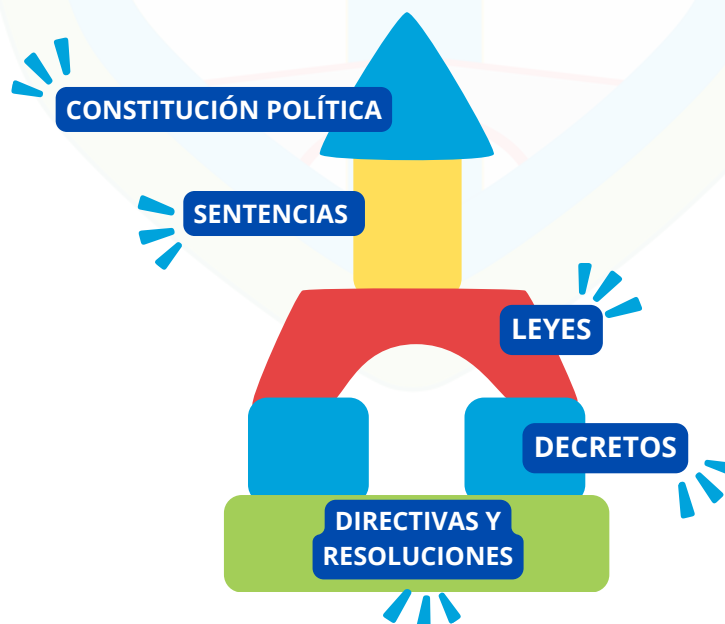 CONSTITUCIÓN POLÍTICA
SENTENCIAS
LEYES
DECRETOS
DIRECTIVAS Y
RESOLUCIONES